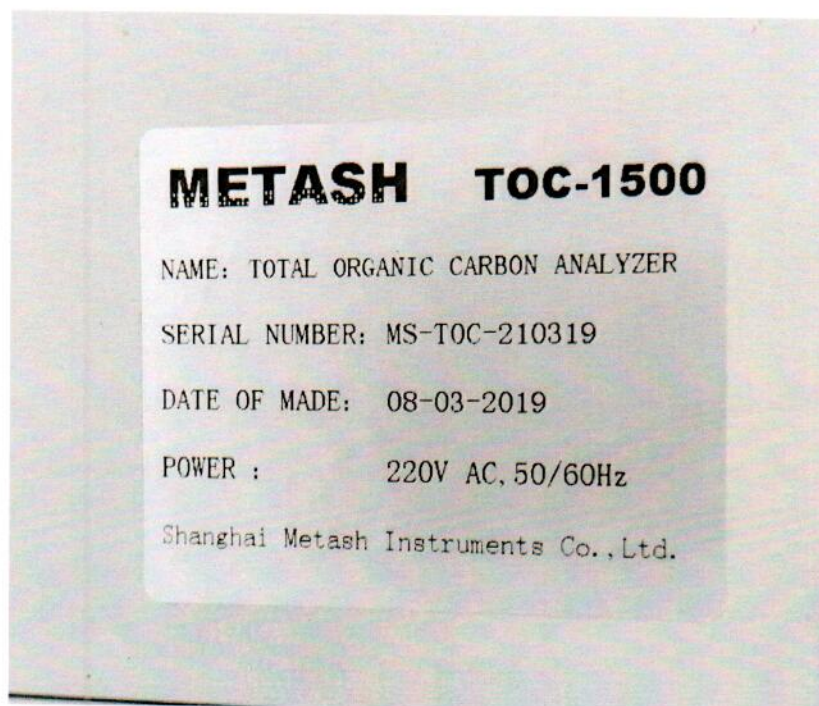 METASH TOC-1500
NAME: TOTAL ORGANIC CARBON ANALYZER
SERIAL NUMBER: MS-TOC-210319
DATE OF MADE: 08-03-2019
POWER : 220V AC, 50/60Hz
Shanghai Metash Instruments Co., Ltd.